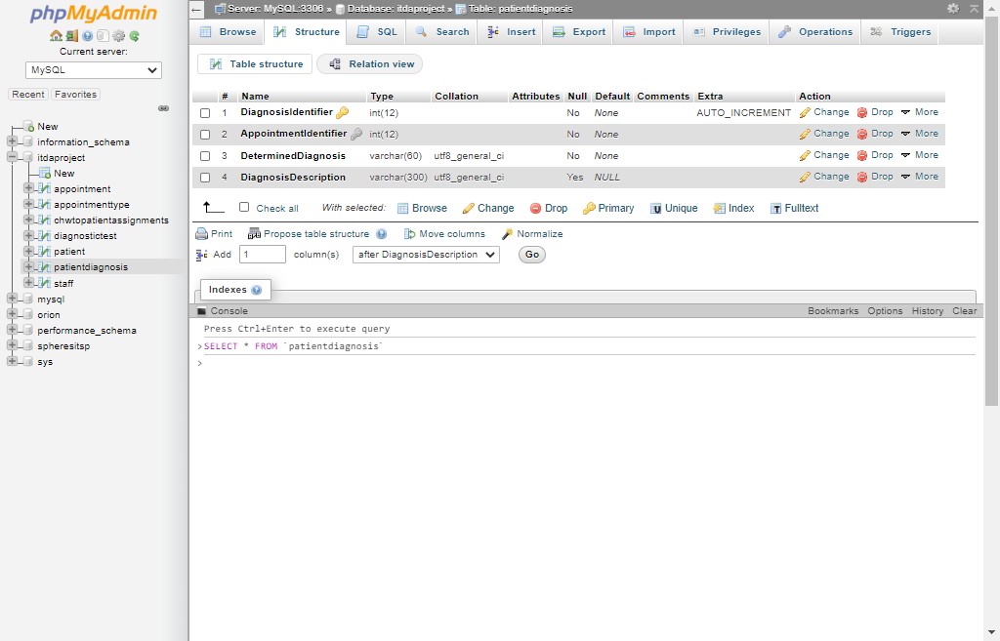 phpMyAdmin
Current server:
MySQL
Recent Favorites
New
information_schema
itdaproject
New
appointment
appointmenttype
chwtopatientassignments
diagnostictest
patient
patientdiagnosis
staff
mysql
orion
performance_schema
spheresitsp
sys
Server: MySQL:3306 » Database: itdaproject » Table: patientdiagnosis
Browse Structure SQL Search Insert Export Import Privileges Operations Triggers
Table structure Relation view
# Name Type Collation Attributes Null Default Comments Extra Action
1 DiagnosisIdentifier int(12) No None AUTO_INCREMENT Change Drop More
2 AppointmentIdentifier int(12) No None Change Drop More
3 DeterminedDiagnosis varchar(60) utf8_general_ci No None Change Drop More
4 DiagnosisDescription varchar(300) utf8_general_ci Yes NULL Change Drop More
Check all With selected: Browse Change Drop Primary Unique Index Fulltext
Print Propose table structure Move columns Normalize
Add 1 column(s) after DiagnosisDescription Go
Indexes
Console Bookmarks Options History Clear
Press Ctrl+Enter to execute query
>SELECT * FROM `patientdiagnosis`
>